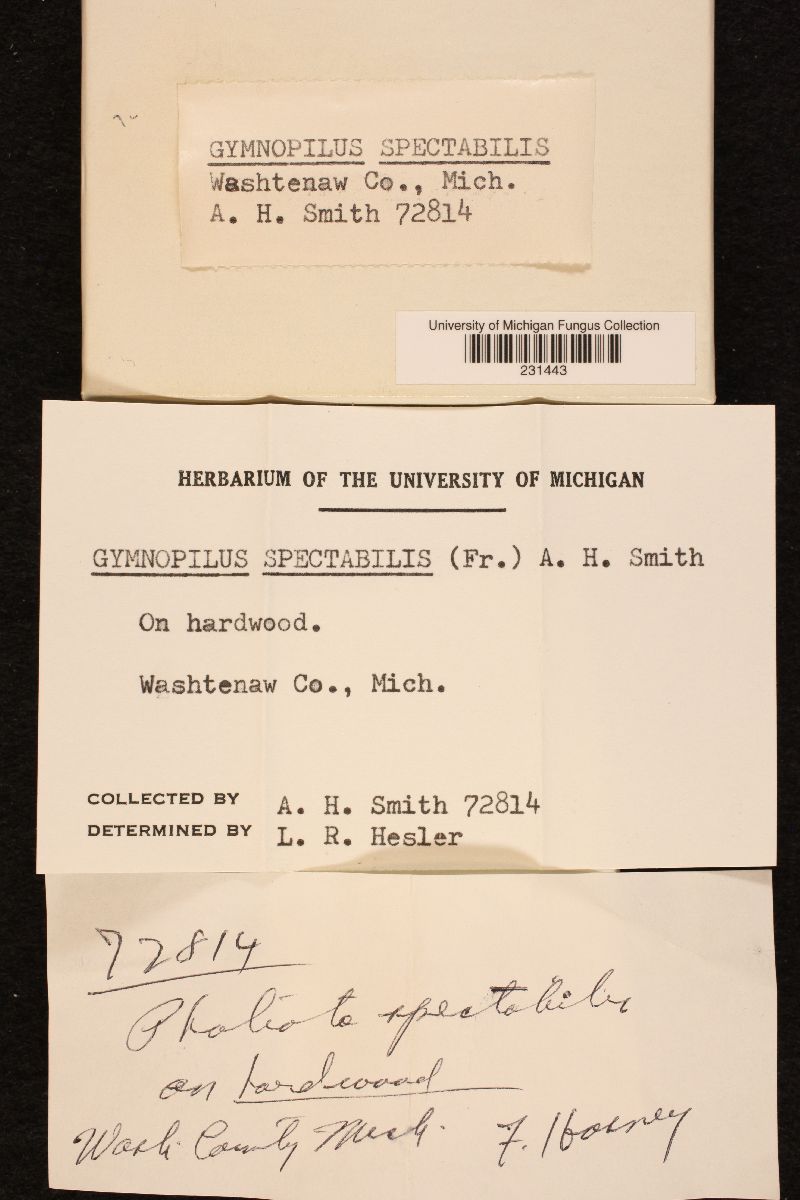 GYMNOPILUS SPECTABILIS
Washtenaw Co., Mich.
A. H. Smith 72814
University of Michigan Fungus Collection
231443
HERBARIUM OF THE UNIVERSITY OF MICHIGAN
GYMNOPILUS SPECTABILIS (Fr.) A. H. Smith
On hardwood.
Washtenaw Co., Mich.
COLLECTED BY A. H. Smith 72814
DETERMINED BY L. R. Hesler
72814
Pholiota spectabilis
on hardwood
Wash. County Mich. F. Hosney